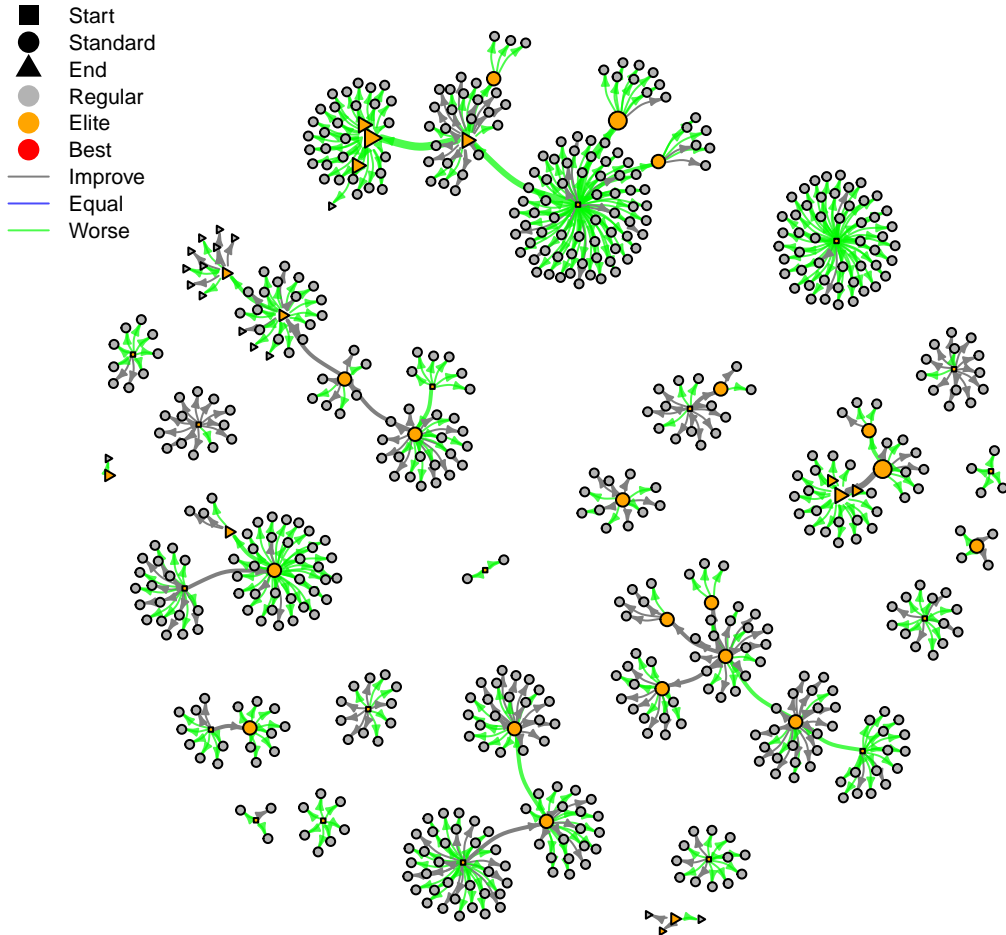 Start
Standard
End
Regular
Elite
Best
Improve
Equal
Worse